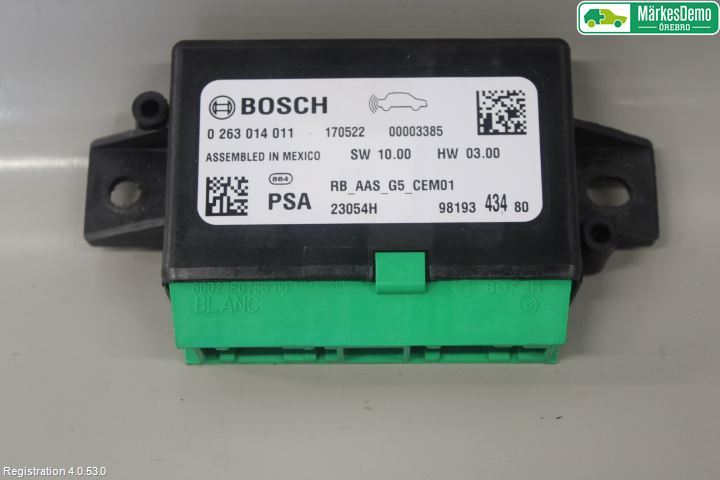 MärkesDemo
ÖREBRO
BOSCH
0 263 014 011 170522 00003385
ASSEMBLED IN MEXICO SW 10.00 HW 03.00
864 RB_AAS_G5_CEM01
PSA 23054H 98193 434 80
BOSCH
BLANC
Registration 4.0.53.0